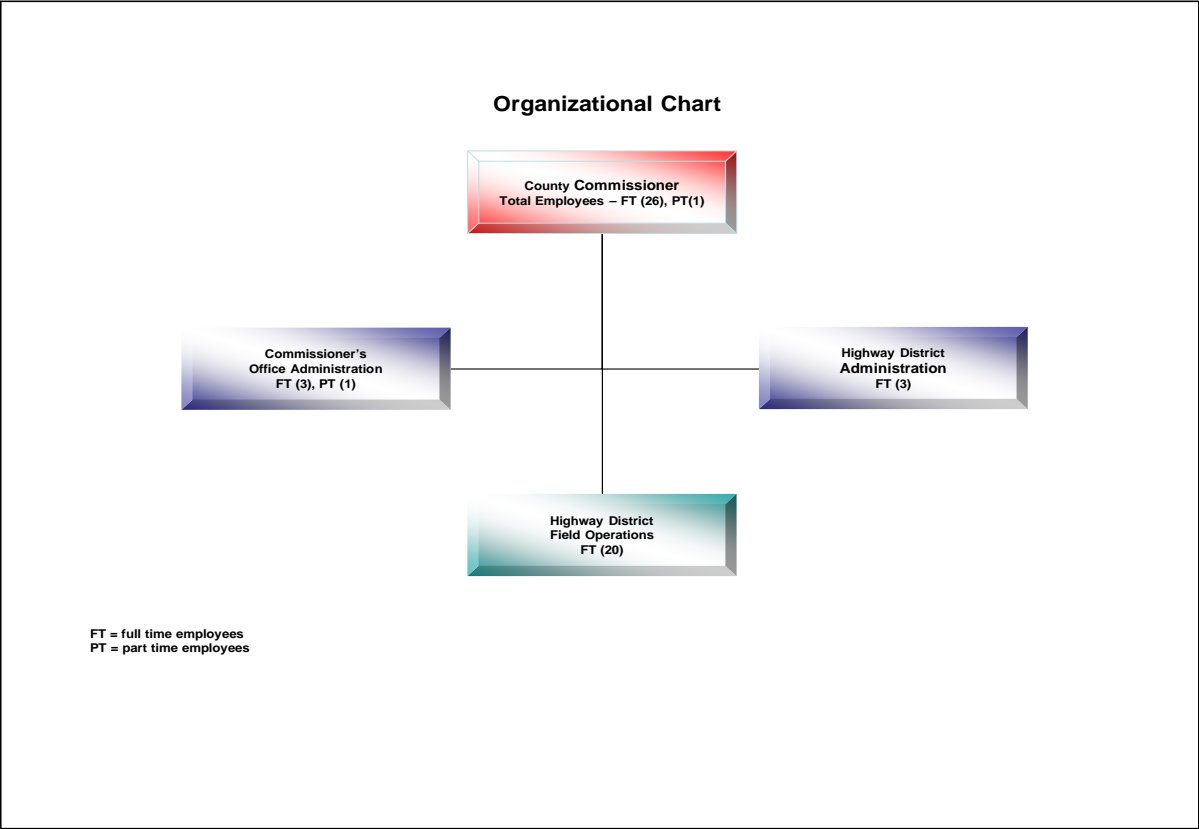 Organizational Chart
County Commissioner
Total Employees – FT (26), PT(1)
Commissioner's
Office Administration
FT (3), PT (1)
Highway District
Administration
FT (3)
Highway District
Field Operations
FT (20)
FT = full time employees
PT = part time employees